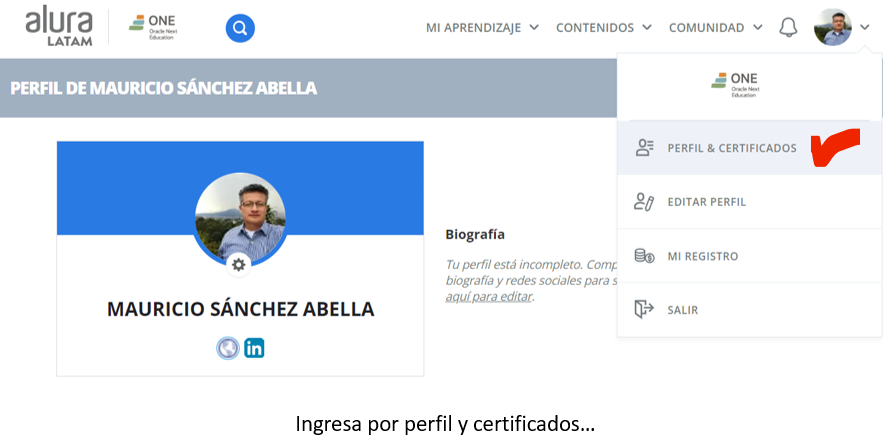 alura
LATAM
ONE
Oracle Next
Education
MI APRENDIZAJE
CONTENIDOS
COMUNIDAD
PERFIL DE MAURICIO SÁNCHEZ ABELLA
ONE
Oracle Next
Education
PERFIL & CERTIFICADOS
EDITAR PERFIL
MI REGISTRO
SALIR
MAURICIO SÁNCHEZ ABELLA
in
Biografía
Tu perfil está incompleto. Comp
biografía y redes sociales para s
aquí para editar.
Ingresa por perfil y certificados...